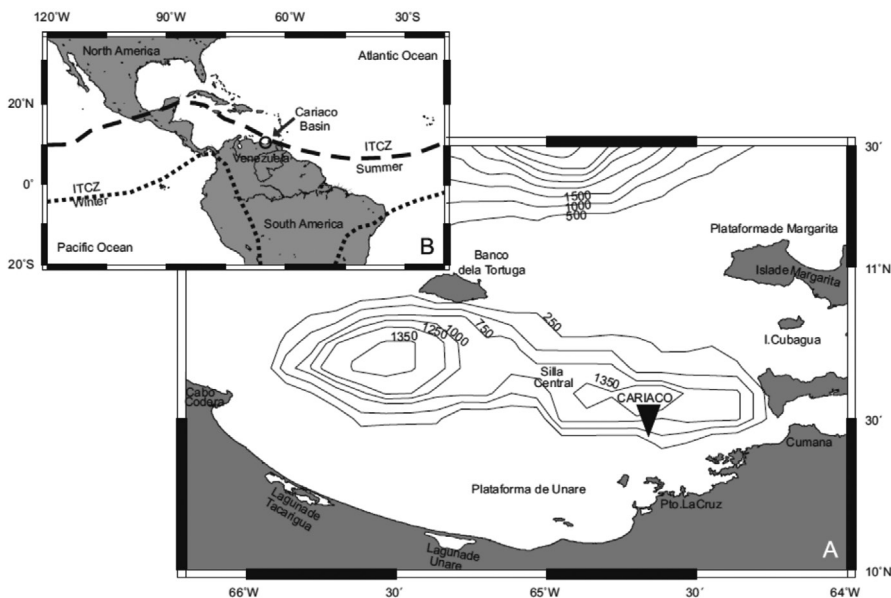 120°W
90°W
60°W
30°S
North America
Atlantic Ocean
20°N
Cariaco
Basin
ITCZ
Venezuela
Summer
0°
ITCZ
Winter
South America
Pacific Ocean
B
20°S
30´
1500
1000
500
Plataformade Margarita
Banco
dela Tortuga
11°N
Islade Margarita
250
750
1000
1250
1350
I.Cubagua
Silla
Central
1350
CARIACO
Cabo
Codera
30´
Cumana
Plataforma de Unare
Pto.LaCruz
Lagunade
Tacarigua
Lagunade
Unare
A
10°N
66°W
30´
65°W
30´
64°W